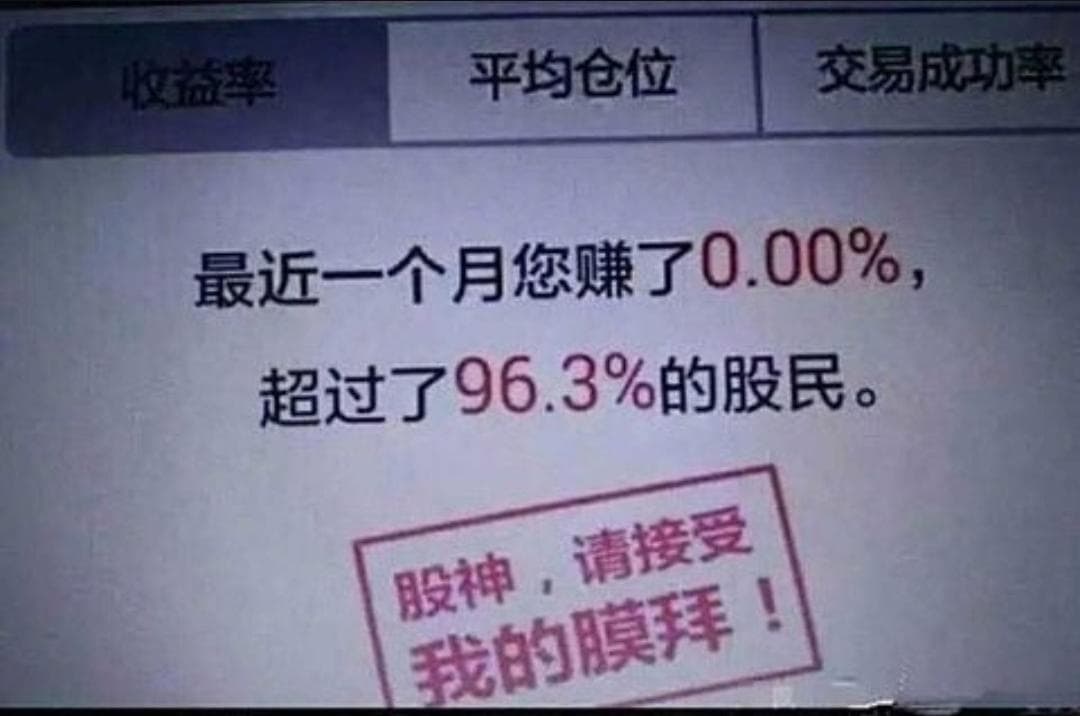 收益率 平均仓位 交易成功率
最近一个月您赚了0.00%，
超过了96.3%的股民。
股神，请接受
我的膜拜！